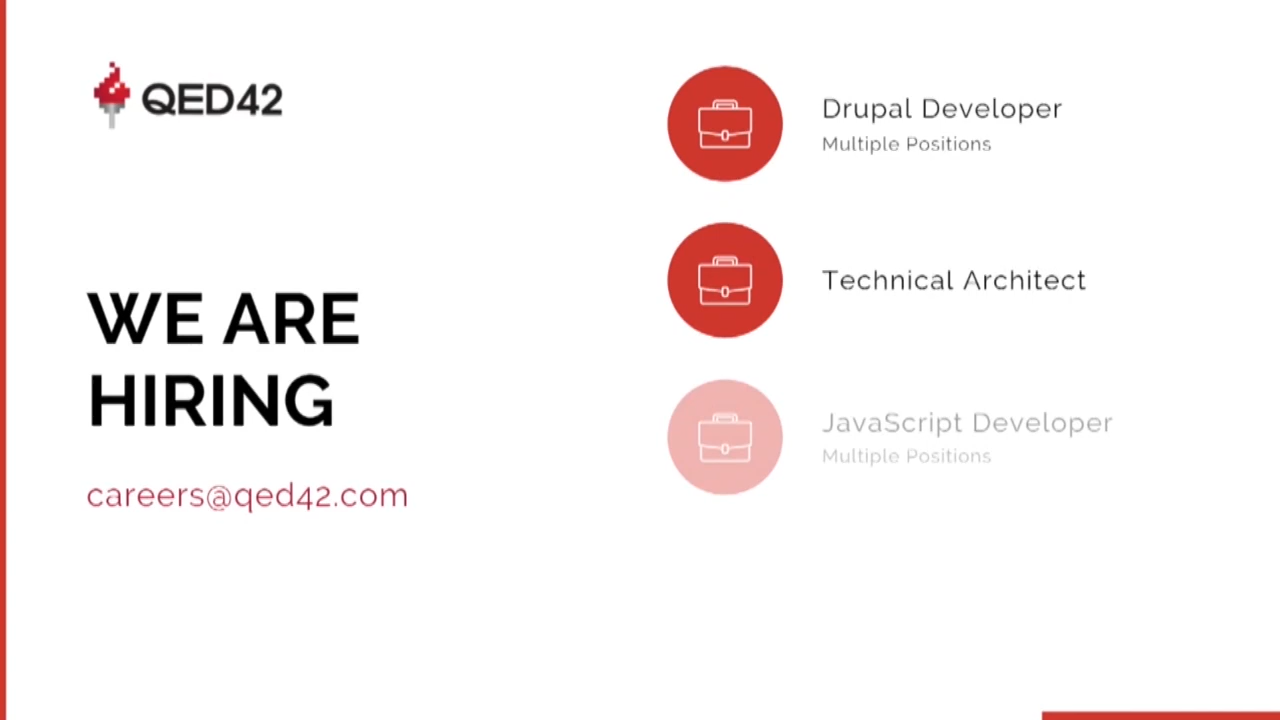 QED42
WE ARE
HIRING
careers@qed42.com
Drupal Developer
Multiple Positions
Technical Architect
JavaScript Developer
Multiple Positions